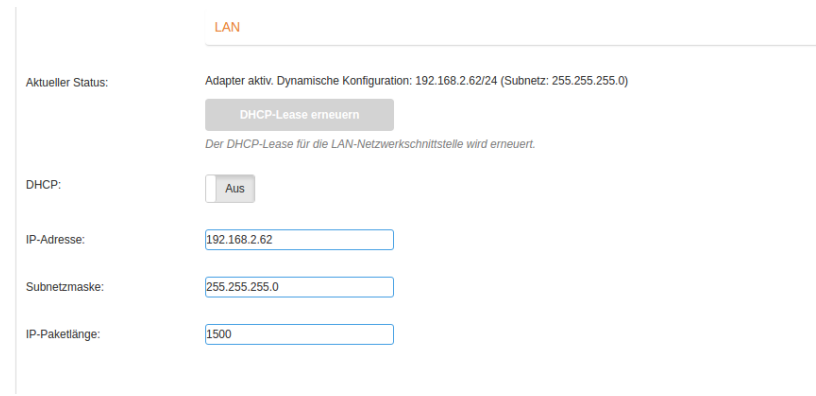 LAN
Aktueller Status: Adapter aktiv. Dynamische Konfiguration: 192.168.2.62/24 (Subnetz: 255.255.255.0)
DHCP-Lease erneuern
Der DHCP-Lease für die LAN-Netzwerkschnittstelle wird erneuert.
DHCP: Aus
IP-Adresse: 192.168.2.62
Subnetzmaske: 255.255.255.0
IP-Paketlänge: 1500